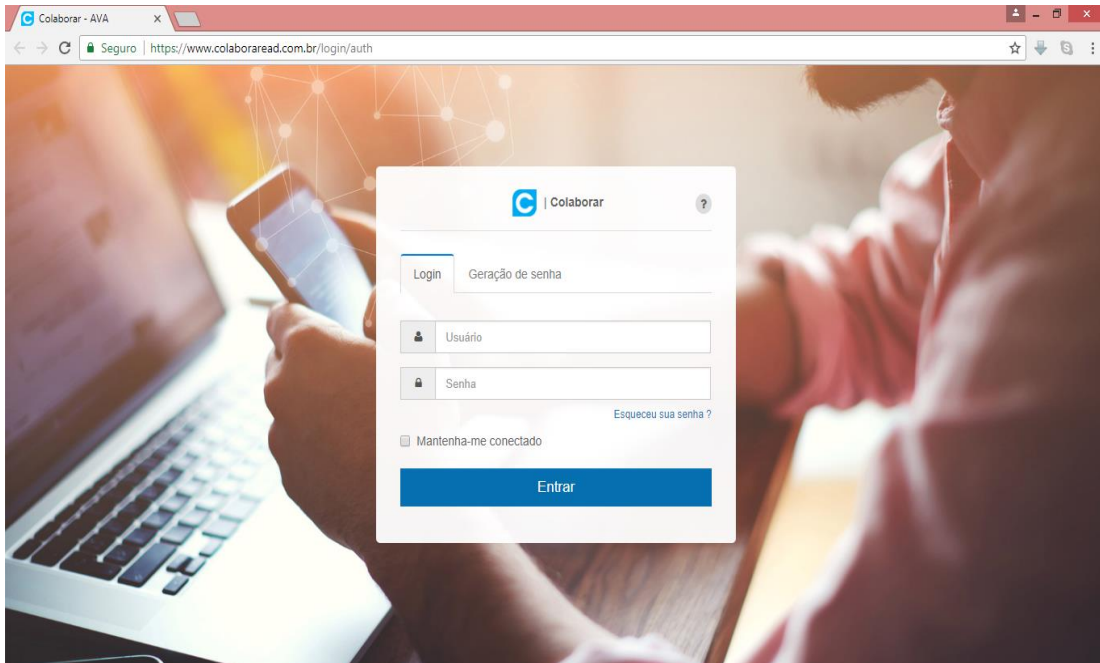 Colaborar - AVA
Seguro | https://www.colaboraread.com.br/login/auth
C | Colaborar ?
Login Geração de senha
Usuário
Senha
Esqueceu sua senha ?
Mantenha-me conectado
Entrar